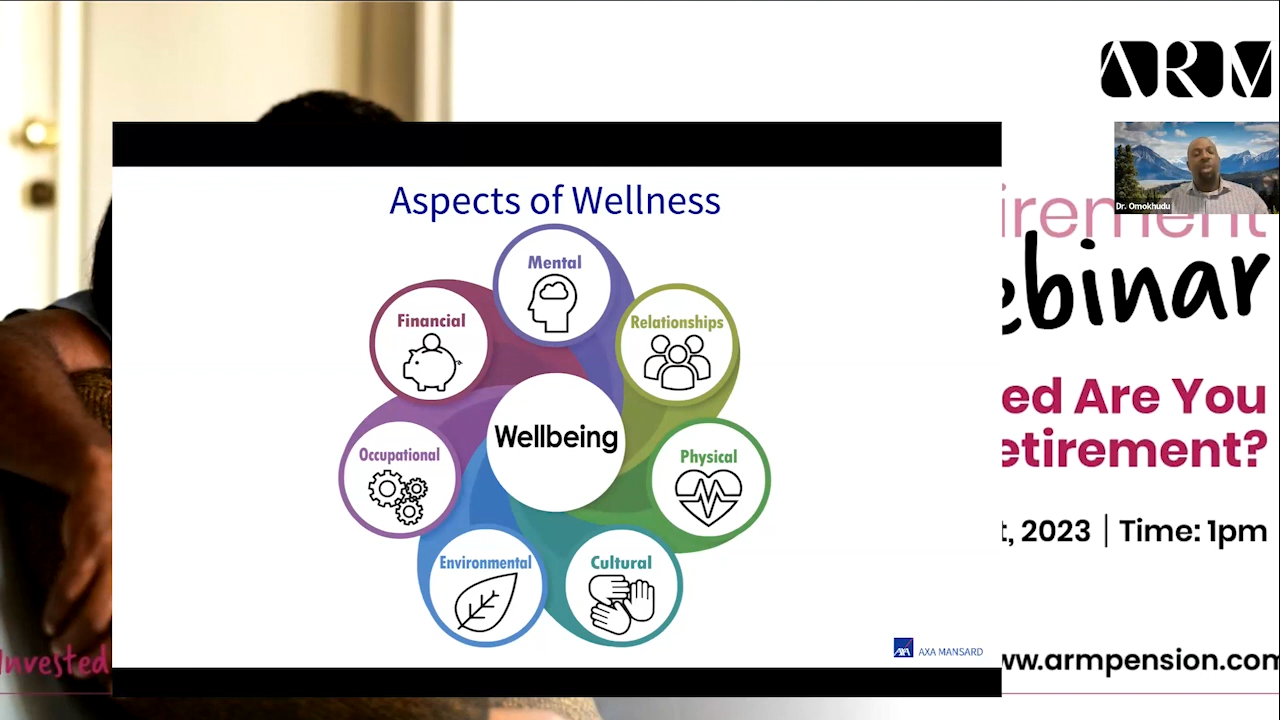 ARM
Dr. Omokhudu
Aspects of Wellness
Mental
Financial
Relationships
Wellbeing
Occupational
Physical
Environmental
Cultural
AXA
AXA MANSARD
irement
ebinar
ed Are You
etirement?
t, 2023 | Time: 1pm
Invested
ww.armpension.com